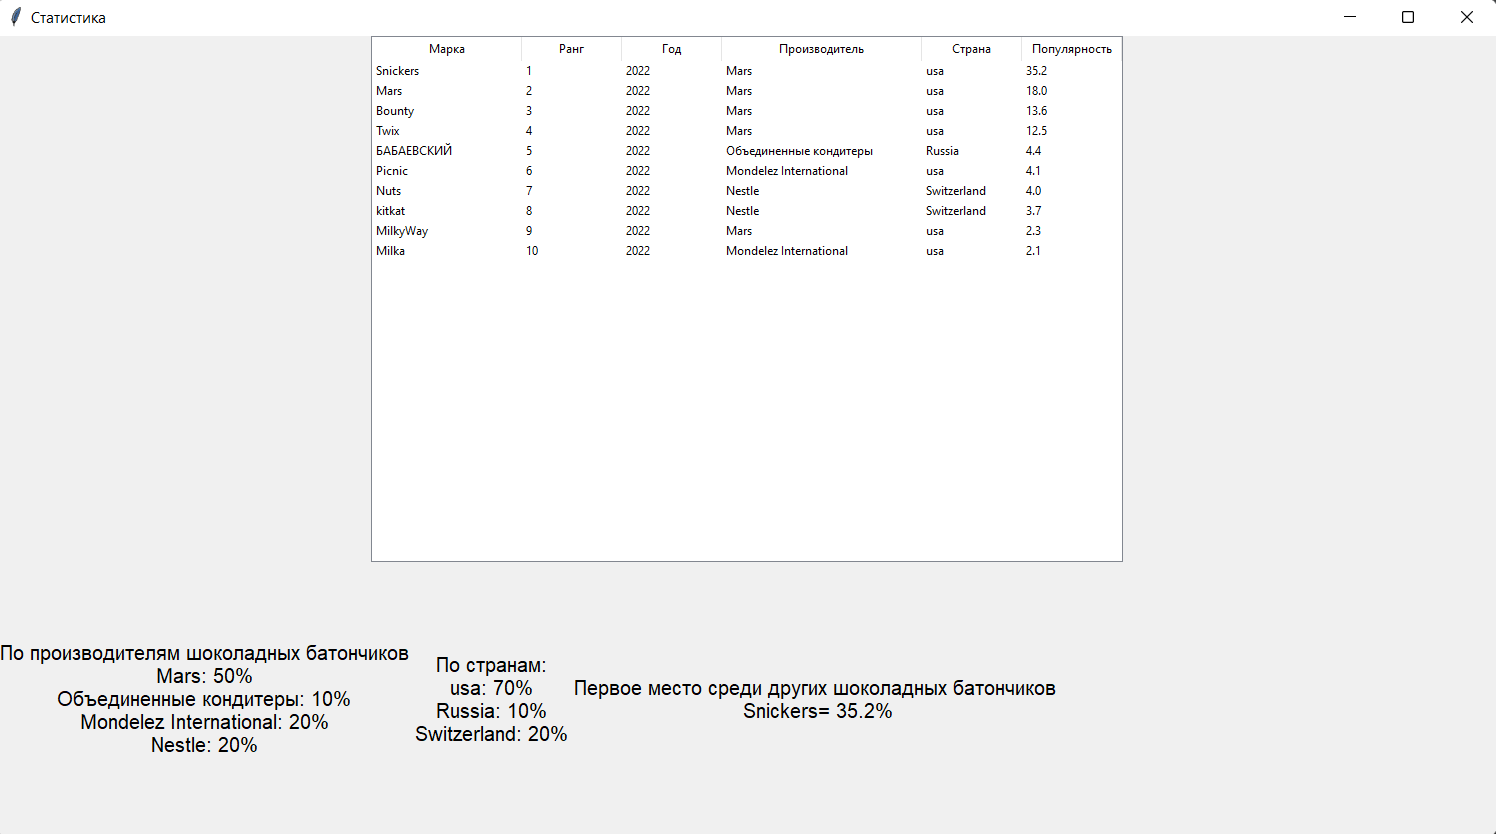 Статистика
Марка Ранг Год Производитель Страна Популярность
Snickers 1 2022 Mars usa 35.2
Mars 2 2022 Mars usa 18.0
Bounty 3 2022 Mars usa 13.6
Twix 4 2022 Mars usa 12.5
БАБАЕВСКИЙ 5 2022 Объединенные кондитеры Russia 4.4
Picnic 6 2022 Mondelez International usa 4.1
Nuts 7 2022 Nestle Switzerland 4.0
kitkat 8 2022 Nestle Switzerland 3.7
MilkyWay 9 2022 Mars usa 2.3
Milka 10 2022 Mondelez International usa 2.1
По производителям шоколадных батончиков
Mars: 50%
Объединенные кондитеры: 10%
Mondelez International: 20%
Nestle: 20%
По странам:
usa: 70%
Russia: 10%
Switzerland: 20%
Первое место среди других шоколадных батончиков
Snickers= 35.2%